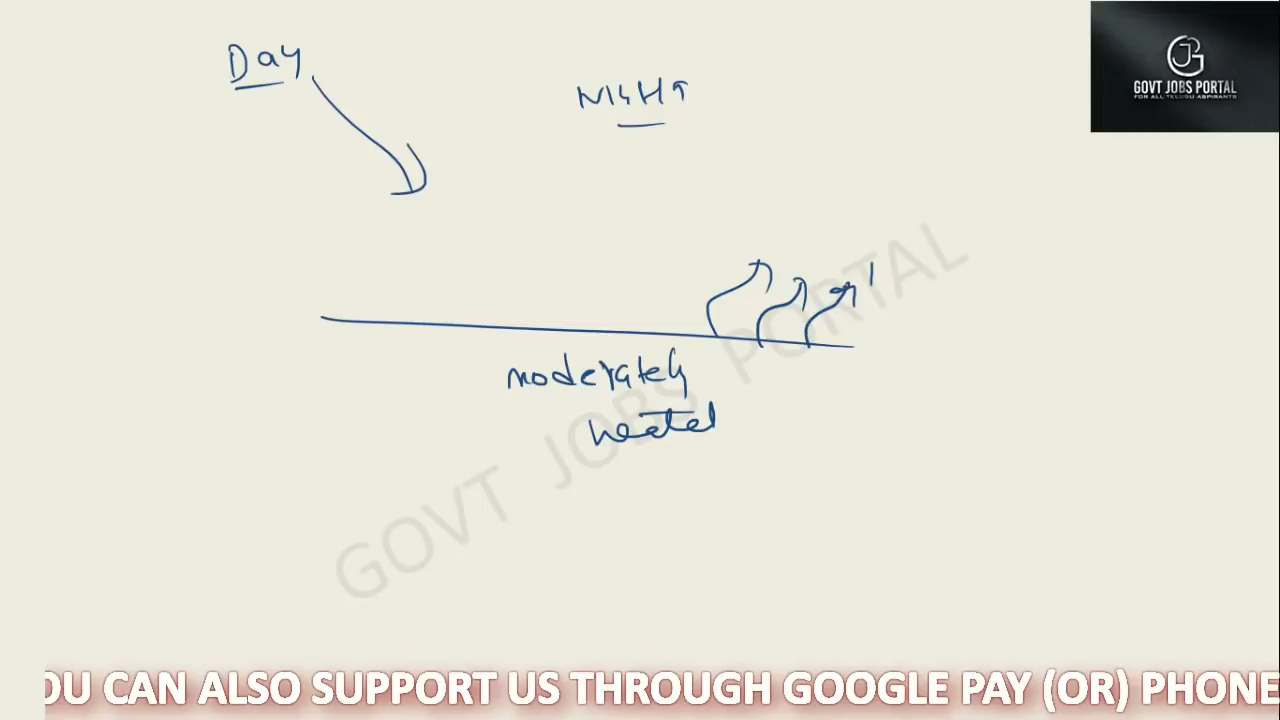 Day
NIGHT
GOVT JOBS PORTAL
FOR ALL TELUGU ASPIRANTS
moderately
heated
GOVT JOBS PORTAL
OU CAN ALSO SUPPORT US THROUGH GOOGLE PAY (OR) PHONE